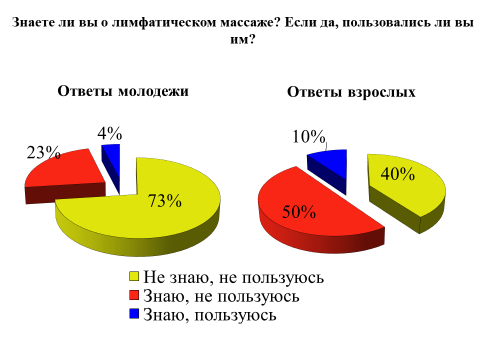 Знаете ли вы о лимфатическом массаже? Если да, пользовались ли вы
им?
Ответы молодежи
Ответы взрослых
4%
23%
73%
10%
40%
50%
Не знаю, не пользуюсь
Знаю, не пользуюсь
Знаю, пользуюсь